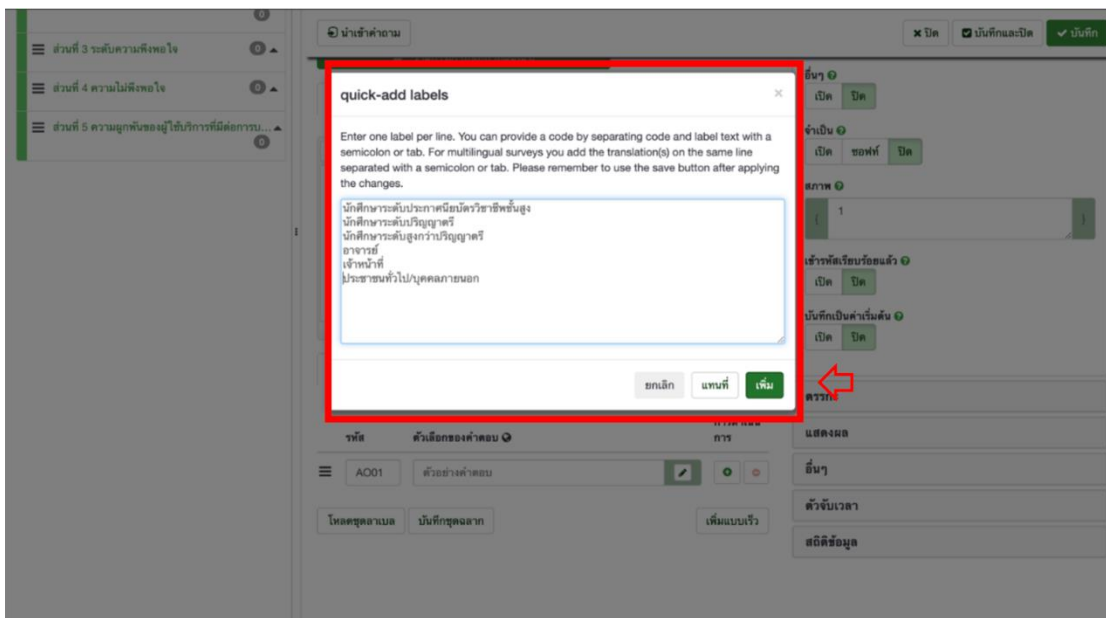 0
นำเข้าคำถาม
ปิด
บันทึกและปิด
บันทึก
ส่วนที่ 3 ระดับความพึงพอใจ
0
ส่วนที่ 4 ความไม่พึงพอใจ
0
ส่วนที่ 5 ความผูกพันของผู้ใช้บริการที่มีต่อการบ...
0
quick-add labels
×
Enter one label per line. You can provide a code by separating code and label text with a
semicolon or tab. For multilingual surveys you add the translation(s) on the same line
separated with a semicolon or tab. Please remember to use the save button after applying
the changes.
นักศึกษาระดับประกาศนียบัตรวิชาชีพชั้นสูง
นักศึกษาระดับปริญญาตรี
นักศึกษาระดับสูงกว่าปริญญาตรี
อาจารย์
เจ้าหน้าที่
ประชาชนทั่วไป/บุคคลภายนอก
ยกเลิก
แทนที่
เพิ่ม
อื่นๆ
เปิด ปิด
จำเป็น
เปิด ซอฟท์ ปิด
สภาพ
{ 1 }
เข้ารหัสเรียบร้อยแล้ว
เปิด ปิด
บันทึกเป็นค่าเริ่มต้น
เปิด ปิด
แสดงผล
อื่นๆ
ตัวจับเวลา
สถิติข้อมูล
รหัส
ตัวเลือกของคำตอบ
การ
AO01
ตัวอย่างคำตอบ
โหลดชุดลาเบล
บันทึกชุดฉลาก
เพิ่มแบบเร็ว